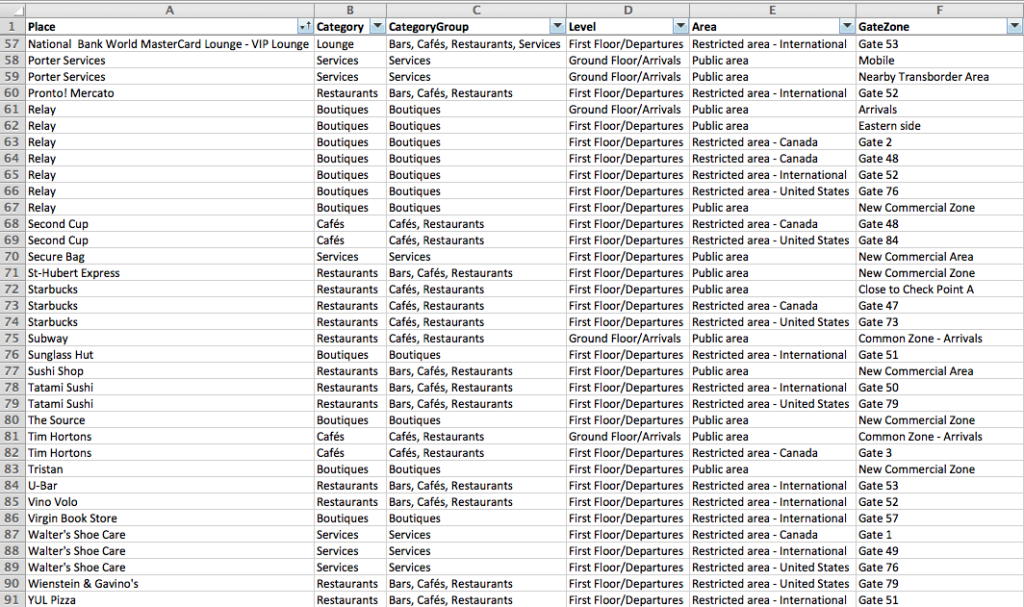 A B C D E F
1 Place Category CategoryGroup Level Area GateZone
57 National Bank World MasterCard Lounge - VIP Lounge Lounge Bars, Cafés, Restaurants, Services First Floor/Departures Restricted area - International Gate 53
58 Porter Services Services Services Ground Floor/Arrivals Public area Mobile
59 Porter Services Services Services Ground Floor/Arrivals Public area Nearby Transborder Area
60 Pronto! Mercato Restaurants Bars, Cafés, Restaurants First Floor/Departures Restricted area - International Gate 52
61 Relay Boutiques Boutiques Ground Floor/Arrivals Public area Arrivals
62 Relay Boutiques Boutiques First Floor/Departures Public area Eastern side
63 Relay Boutiques Boutiques First Floor/Departures Restricted area - Canada Gate 2
64 Relay Boutiques Boutiques First Floor/Departures Restricted area - Canada Gate 48
65 Relay Boutiques Boutiques First Floor/Departures Restricted area - International Gate 52
66 Relay Boutiques Boutiques First Floor/Departures Restricted area - United States Gate 76
67 Relay Boutiques Boutiques First Floor/Departures Public area New Commercial Zone
68 Second Cup Cafés Cafés, Restaurants First Floor/Departures Restricted area - Canada Gate 48
69 Second Cup Cafés Cafés, Restaurants First Floor/Departures Restricted area - United States Gate 84
70 Secure Bag Services Services First Floor/Departures Public area New Commercial Area
71 St-Hubert Express Restaurants Bars, Cafés, Restaurants First Floor/Departures Public area New Commercial Zone
72 Starbucks Restaurants Cafés, Restaurants First Floor/Departures Public area Close to Check Point A
73 Starbucks Restaurants Cafés, Restaurants First Floor/Departures Restricted area - Canada Gate 47
74 Starbucks Restaurants Cafés, Restaurants First Floor/Departures Restricted area - United States Gate 73
75 Subway Restaurants Cafés, Restaurants Ground Floor/Arrivals Public area Common Zone - Arrivals
76 Sunglass Hut Boutiques Boutiques First Floor/Departures Restricted area - International Gate 51
77 Sushi Shop Restaurants Bars, Cafés, Restaurants First Floor/Departures Public area New Commercial Area
78 Tatami Sushi Restaurants Bars, Cafés, Restaurants First Floor/Departures Restricted area - International Gate 50
79 Tatami Sushi Restaurants Bars, Cafés, Restaurants First Floor/Departures Restricted area - United States Gate 79
80 The Source Boutiques Boutiques First Floor/Departures Public area New Commercial Zone
81 Tim Hortons Cafés Cafés, Restaurants Ground Floor/Arrivals Public area Common Zone - Arrivals
82 Tim Hortons Cafés Cafés, Restaurants First Floor/Departures Restricted area - Canada Gate 3
83 Tristan Boutiques Boutiques First Floor/Departures Public area New Commercial Zone
84 U-Bar Restaurants Bars, Cafés, Restaurants First Floor/Departures Restricted area - International Gate 53
85 Vino Volo Restaurants Bars, Cafés, Restaurants First Floor/Departures Restricted area - International Gate 52
86 Virgin Book Store Boutiques Boutiques First Floor/Departures Restricted area - International Gate 57
87 Walter's Shoe Care Services Services First Floor/Departures Restricted area - Canada Gate 1
88 Walter's Shoe Care Services Services First Floor/Departures Restricted area - International Gate 49
89 Walter's Shoe Care Services Services First Floor/Departures Restricted area - United States Gate 76
90 Wienstein & Gavino's Restaurants Bars, Cafés, Restaurants First Floor/Departures Restricted area - United States Gate 79
91 YUL Pizza Restaurants Bars, Cafés, Restaurants First Floor/Departures Restricted area - International Gate 51